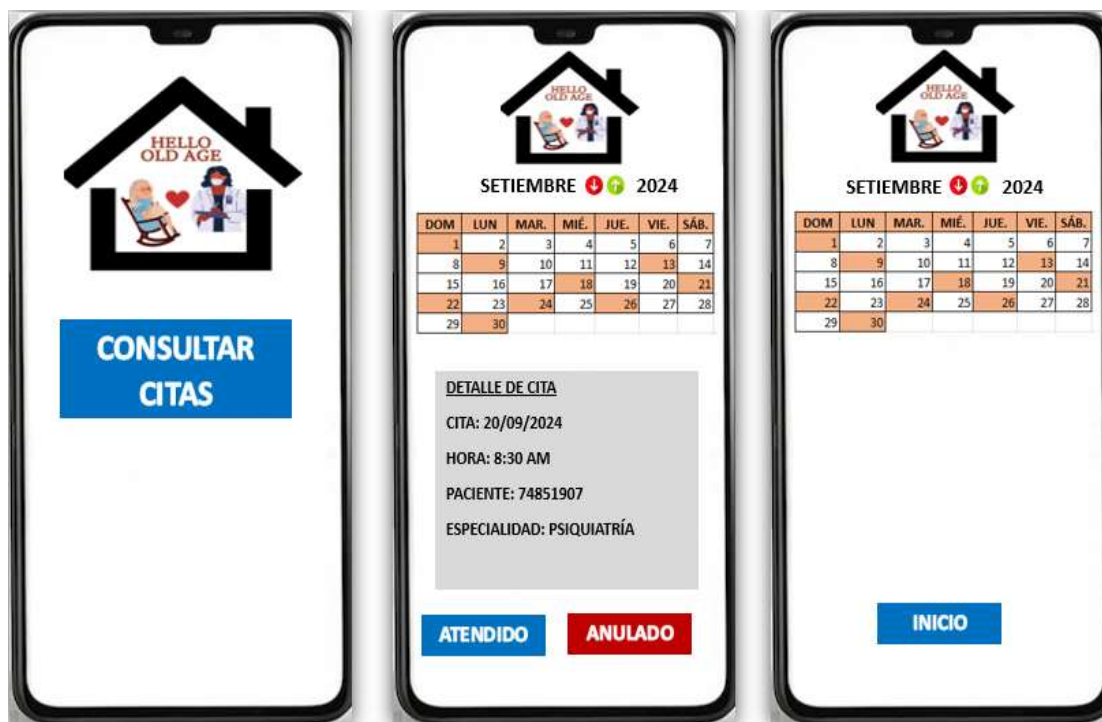 HELLO
OLD AGE
CONSULTAR
CITAS
HELLO
OLD AGE
SETIEMBRE 2024
DOM LUN MAR. MIÉ. JUE. VIE. SÁB.
1 2 3 4 5 6 7
8 9 10 11 12 13 14
15 16 17 18 19 20 21
22 23 24 25 26 27 28
29 30
DETALLE DE CITA
CITA: 20/09/2024
HORA: 8:30 AM
PACIENTE: 74851907
ESPECIALIDAD: PSIQUIATRÍA
ATENDIDO ANULADO
HELLO
OLD AGE
SETIEMBRE 2024
DOM LUN MAR. MIÉ. JUE. VIE. SÁB.
1 2 3 4 5 6 7
8 9 10 11 12 13 14
15 16 17 18 19 20 21
22 23 24 25 26 27 28
29 30
INICIO